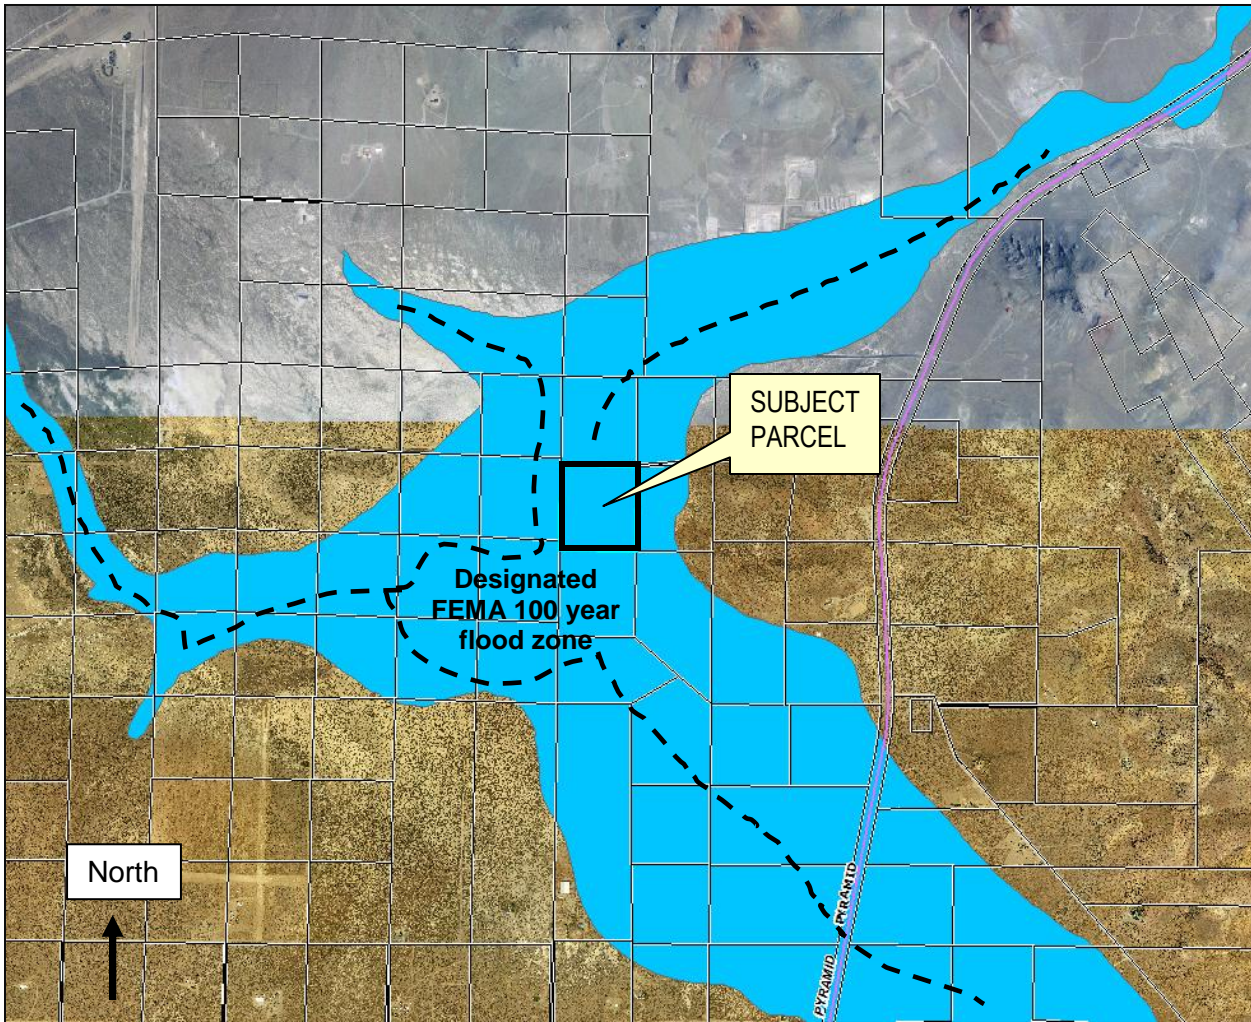 SUBJECT
PARCEL
Designated
FEMA 100 year
flood zone
North
PYRAMID
PYRAMID